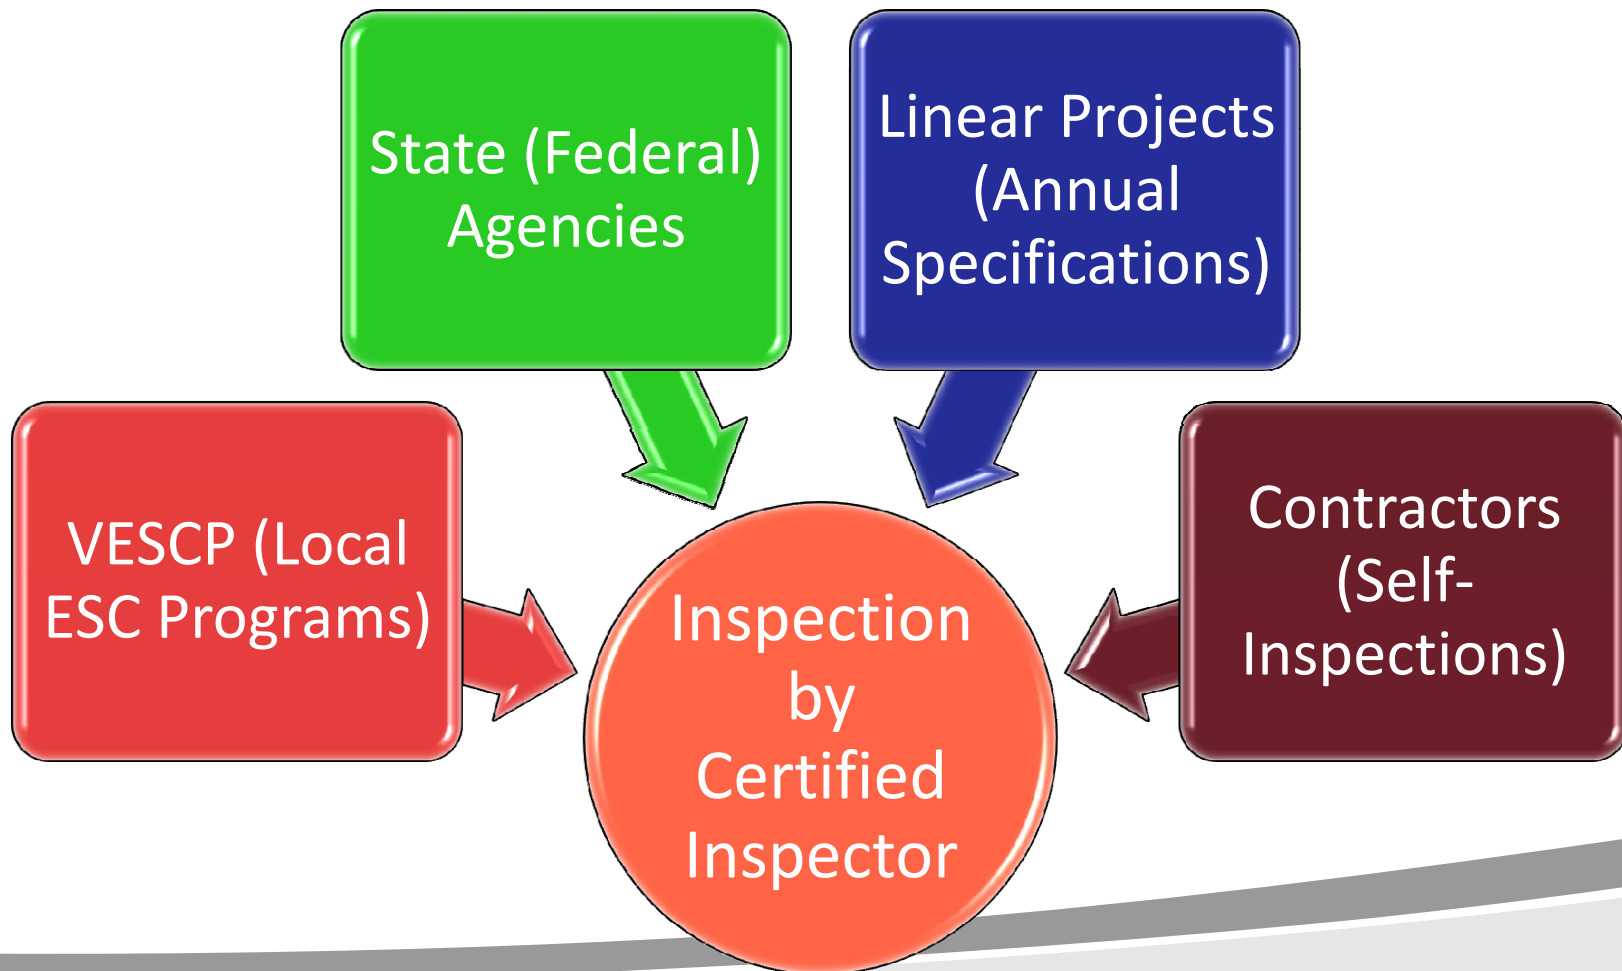 State (Federal)
Agencies
Linear Projects
(Annual
Specifications)
VESCP (Local
ESC Programs)
Contractors
(Self-
Inspections)
Inspection
by
Certified
Inspector